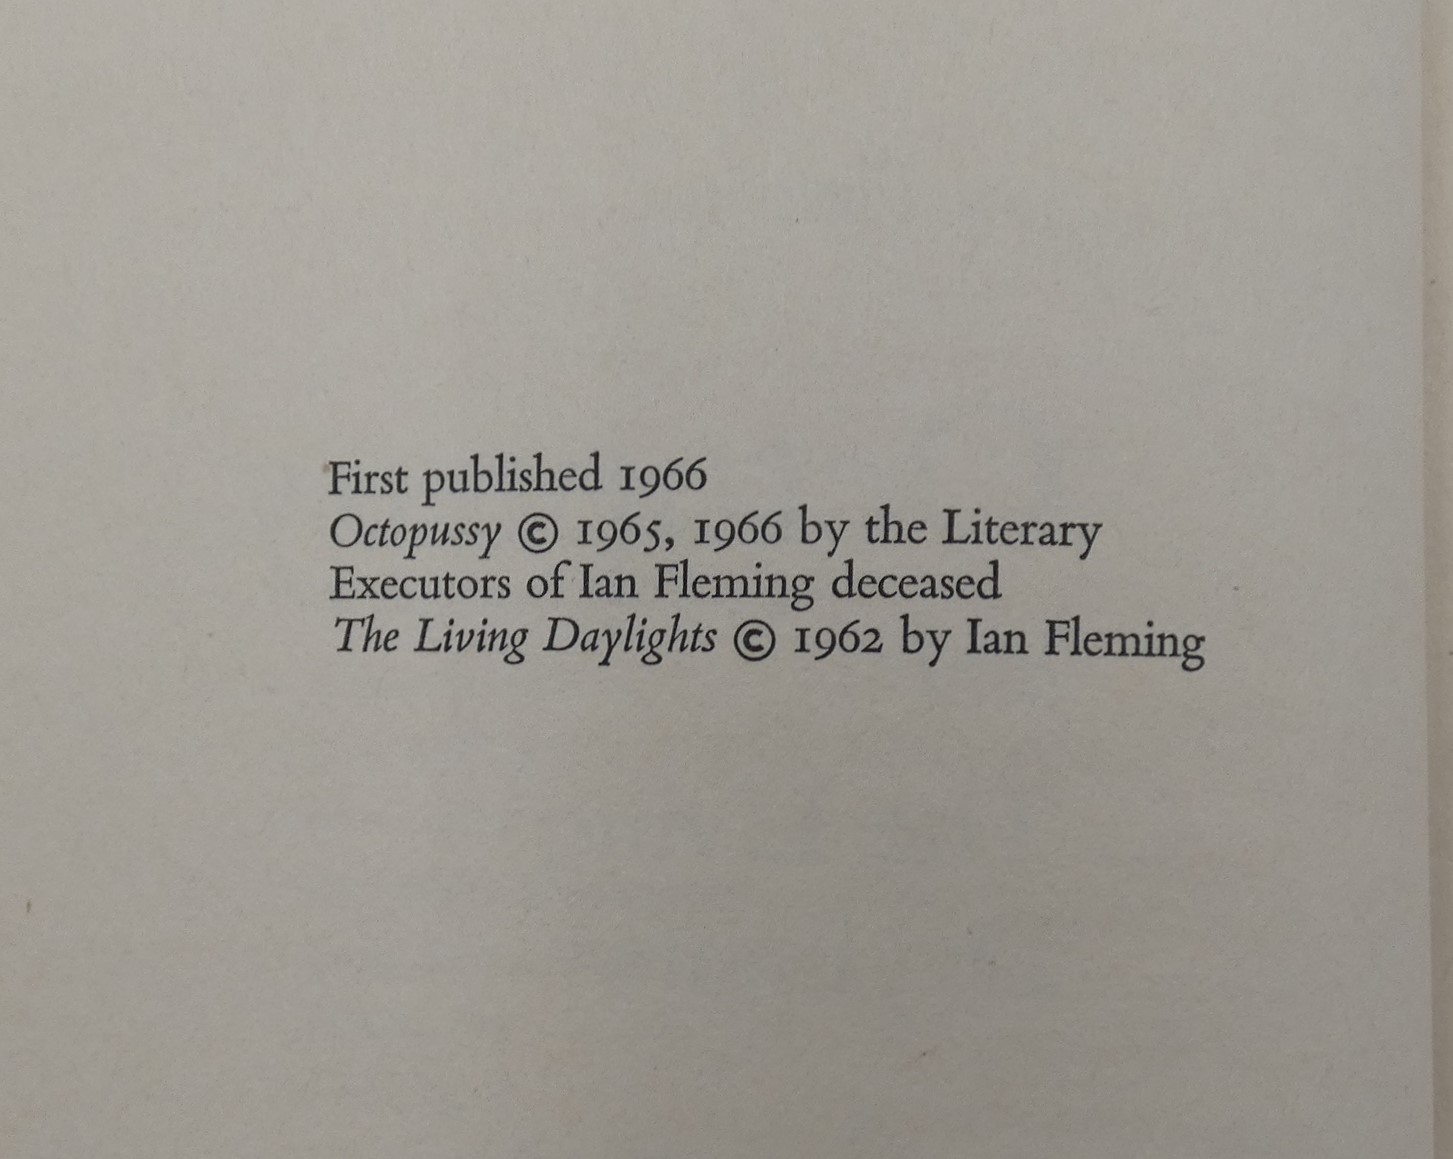 First published 1966
Octopussy © 1965, 1966 by the Literary
Executors of Ian Fleming deceased
The Living Daylights © 1962 by Ian Fleming